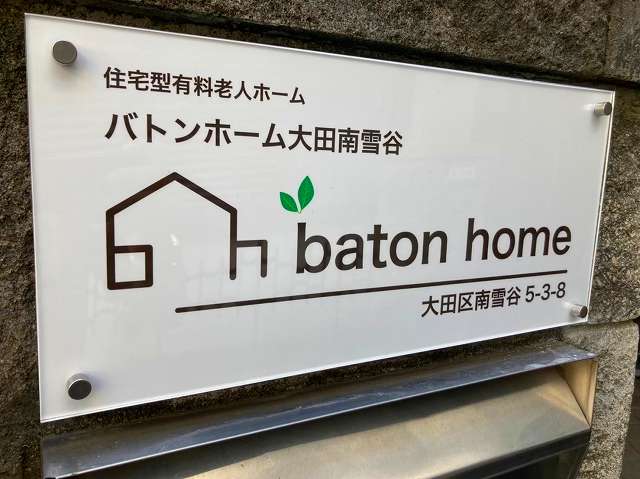 住宅型有料老人ホーム
バトンホーム大田南雪谷
baton home
大田区南雪谷 5-3-8